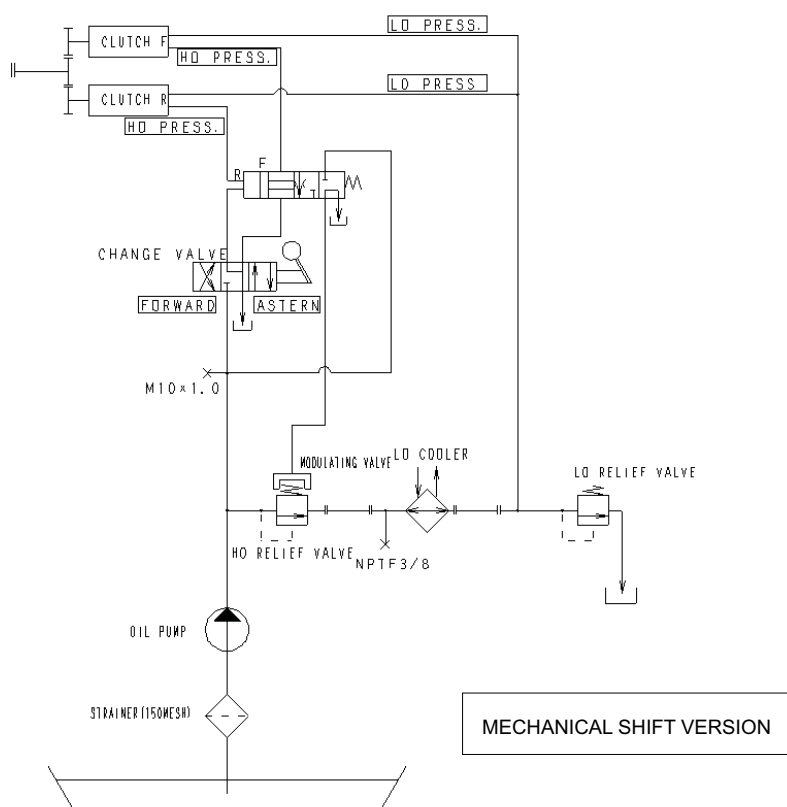 LO PRESS.
CLUTCH F
HO PRESS.
LO PRESS
CLUTCH R
HO PRESS.
F
R
CHANGE VALVE
FORWARD
ASTERN
M10×1.0
MODULATING VALVE
LO COOLER
LO RELIEF VALVE
HO RELIEF VALVE
NPTF3/8
OIL PUMP
STRAINER(150MESH)
MECHANICAL SHIFT VERSION